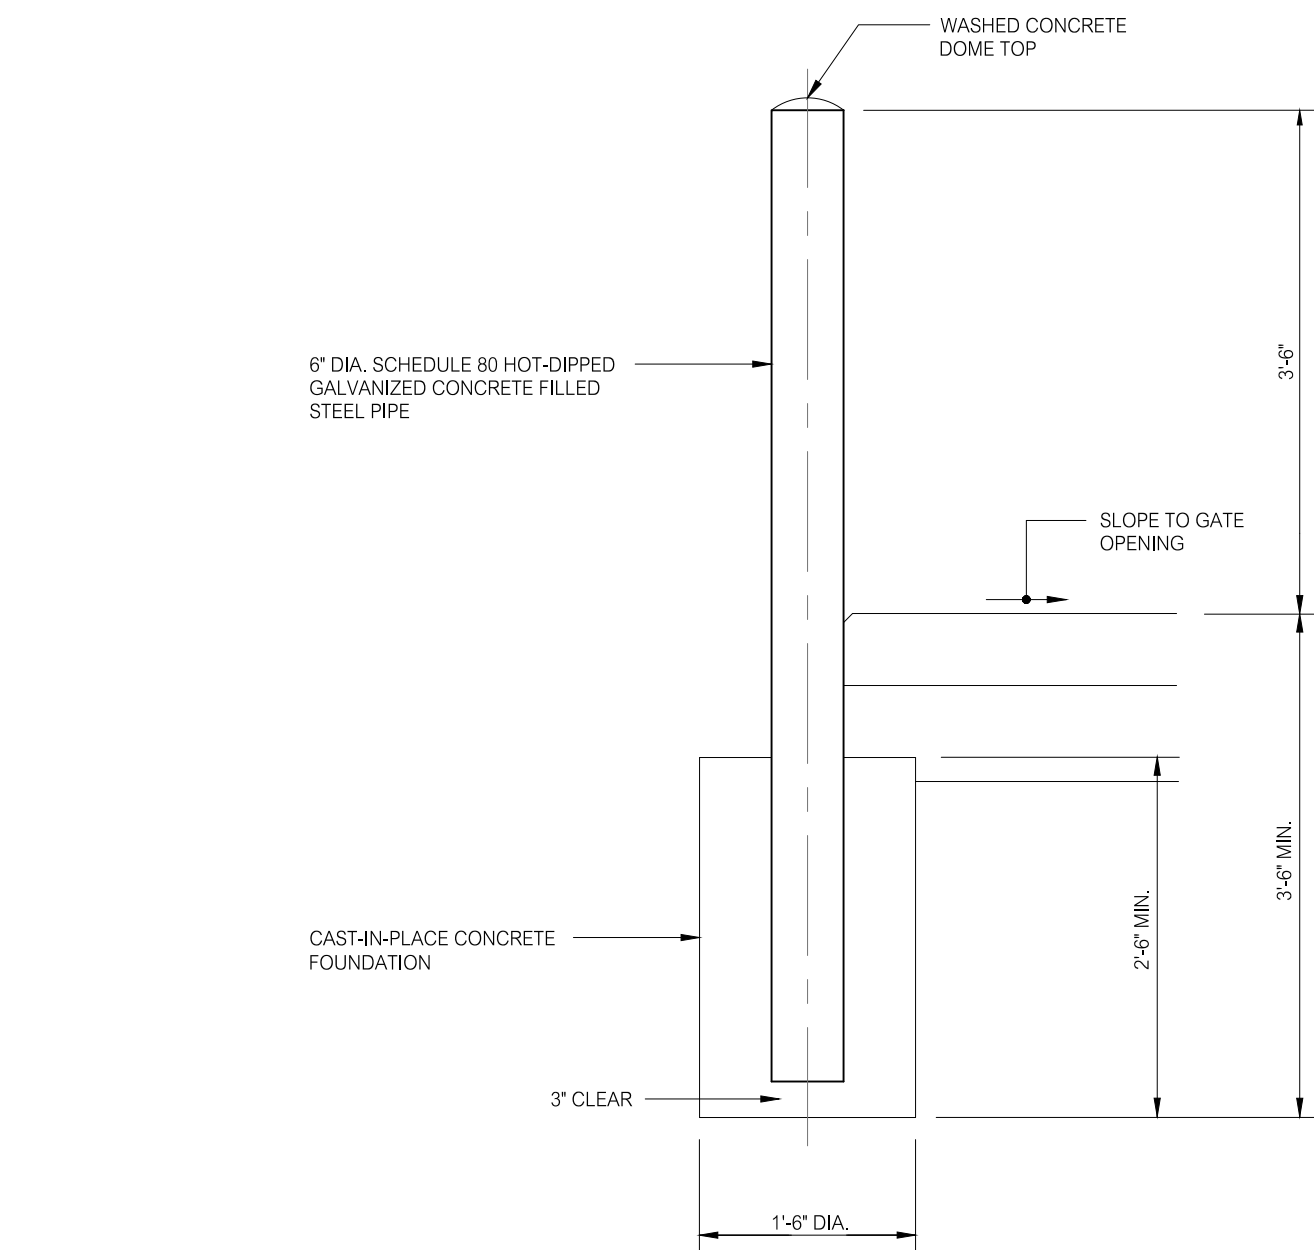 WASHED CONCRETE
DOME TOP
3'-6"
6" DIA. SCHEDULE 80 HOT-DIPPED
GALVANIZED CONCRETE FILLED
STEEL PIPE
SLOPE TO GATE
OPENING
3'-6" MIN.
2'-6" MIN.
CAST-IN-PLACE CONCRETE
FOUNDATION
3" CLEAR
1'-6" DIA.